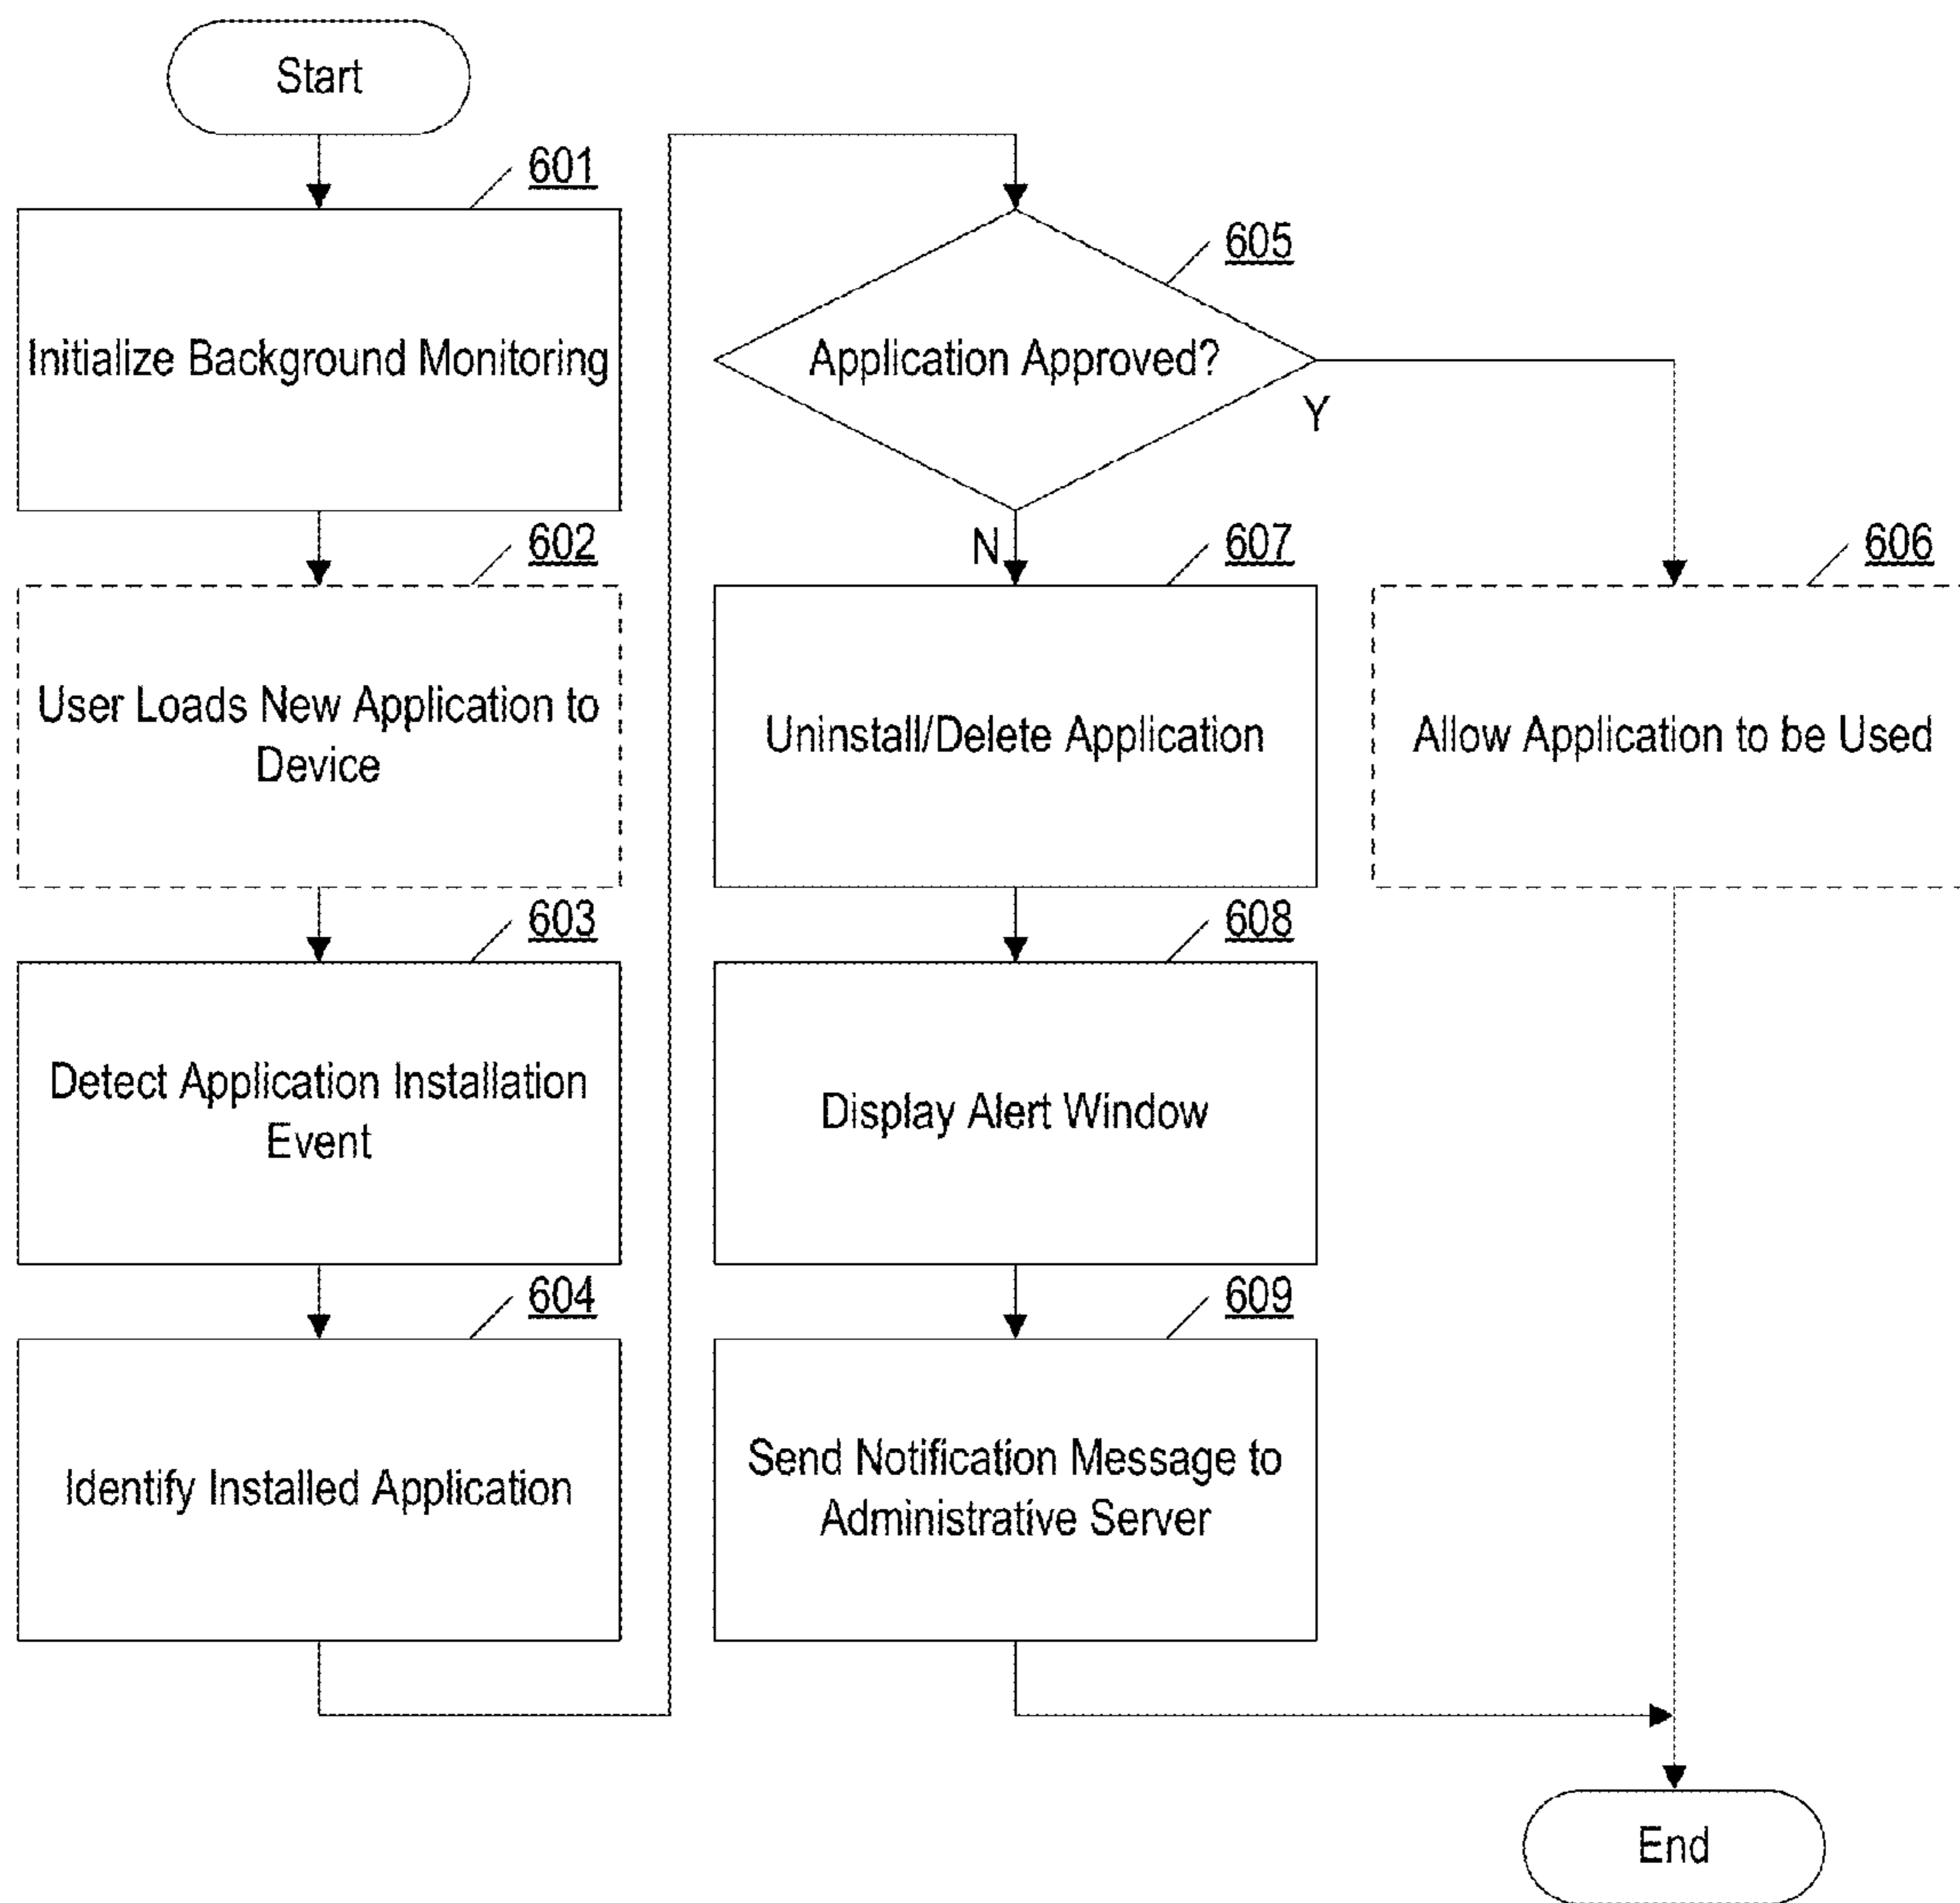 Start
601
Initialize Background Monitoring
602
User Loads New Application to
Device
603
Detect Application Installation
Event
604
Identify Installed Application
605
Application Approved?
Y
N
607
Uninstall/Delete Application
606
Allow Application to be Used
608
Display Alert Window
609
Send Notification Message to
Administrative Server
End